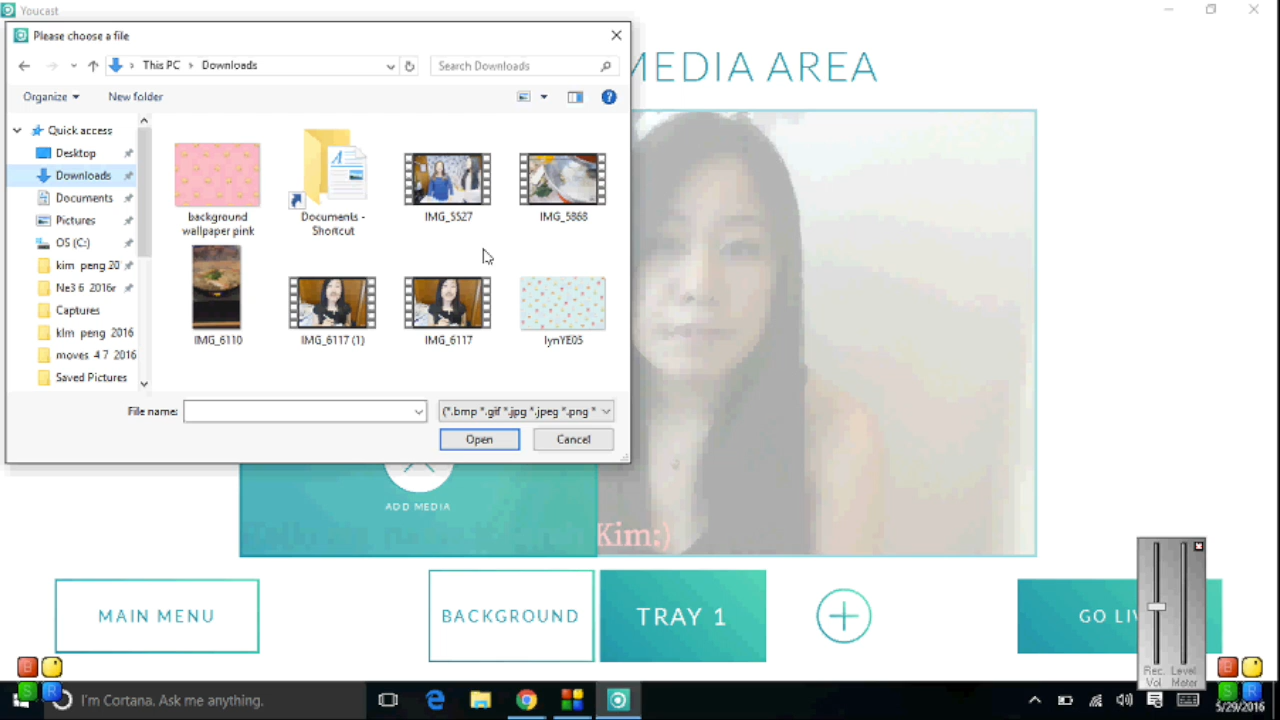 Youcast
Please choose a file
This PC
Downloads
Search Downloads
Organize
New folder
MEDIA AREA
Quick access
Desktop
Downloads
Documents
Pictures
OS (C:)
kim peng 20
Ne3 6 2016r
Captures
kIm peng 2016
moves 4 7 2016
Saved Pictures
background
wallpaper pink
Documents -
Shortcut
IMG_5527
IMG_5868
IMG_6110
IMG_6117 (1)
IMG_6117
File name:
(*.bmp *.gif *.jpg *.jpeg *.png *
Open
Cancel
ADD MEDIA
Kim:)
MAIN MENU
BACKGROUND
TRAY 1
GO LIV
Rec. Level
Vol Meter
I'm Cortana. Ask me anything.
5/29/2016
B
S R
B
S R